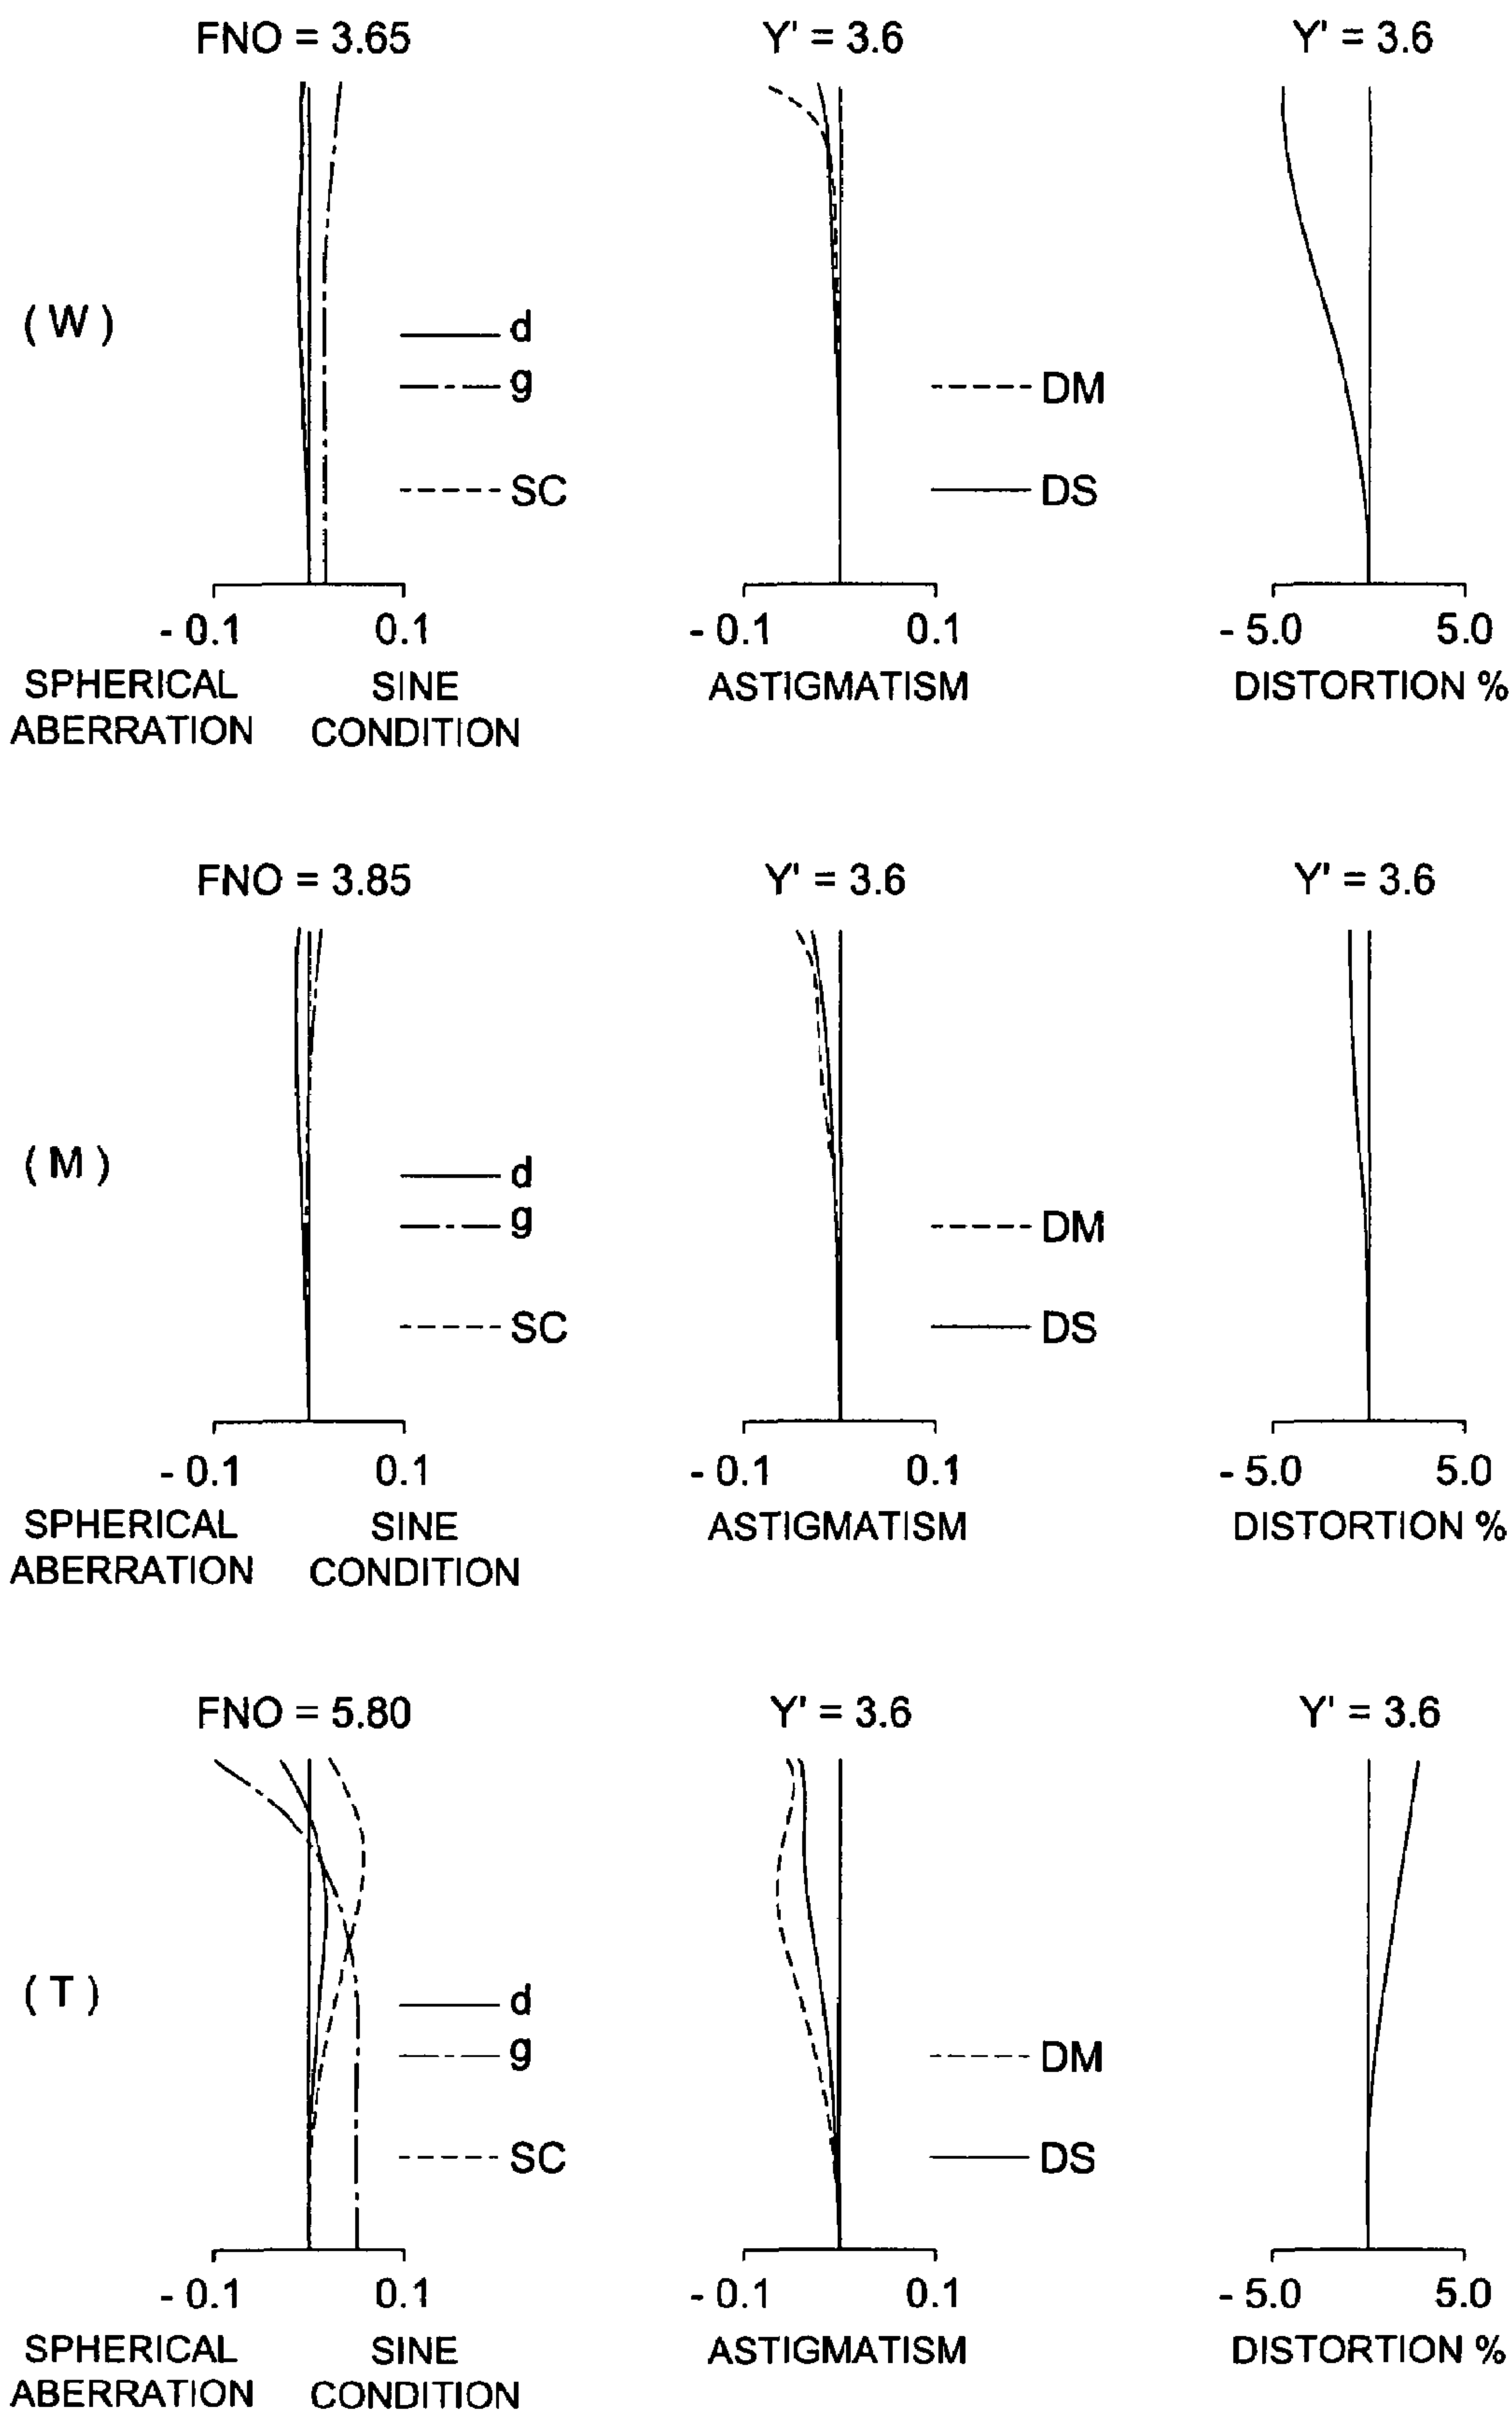 FNO = 3.65 Y' = 3.6 Y' = 3.6
( W )
d
g
DM
SC
DS
- 0.1 0.1 - 0.1 0.1 - 5.0 5.0
SPHERICAL SINE ASTIGMATISM DISTORTION %
ABERRATION CONDITION
FNO = 3.85 Y' = 3.6 Y' = 3.6
( M )
d
g
DM
SC
DS
- 0.1 0.1 - 0.1 0.1 - 5.0 5.0
SPHERICAL SINE ASTIGMATISM DISTORTION %
ABERRATION CONDITION
FNO = 5.80 Y' = 3.6 Y' = 3.6
( T )
d
g
DM
SC
DS
- 0.1 0.1 - 0.1 0.1 - 5.0 5.0
SPHERICAL SINE ASTIGMATISM DISTORTION %
ABERRATION CONDITION